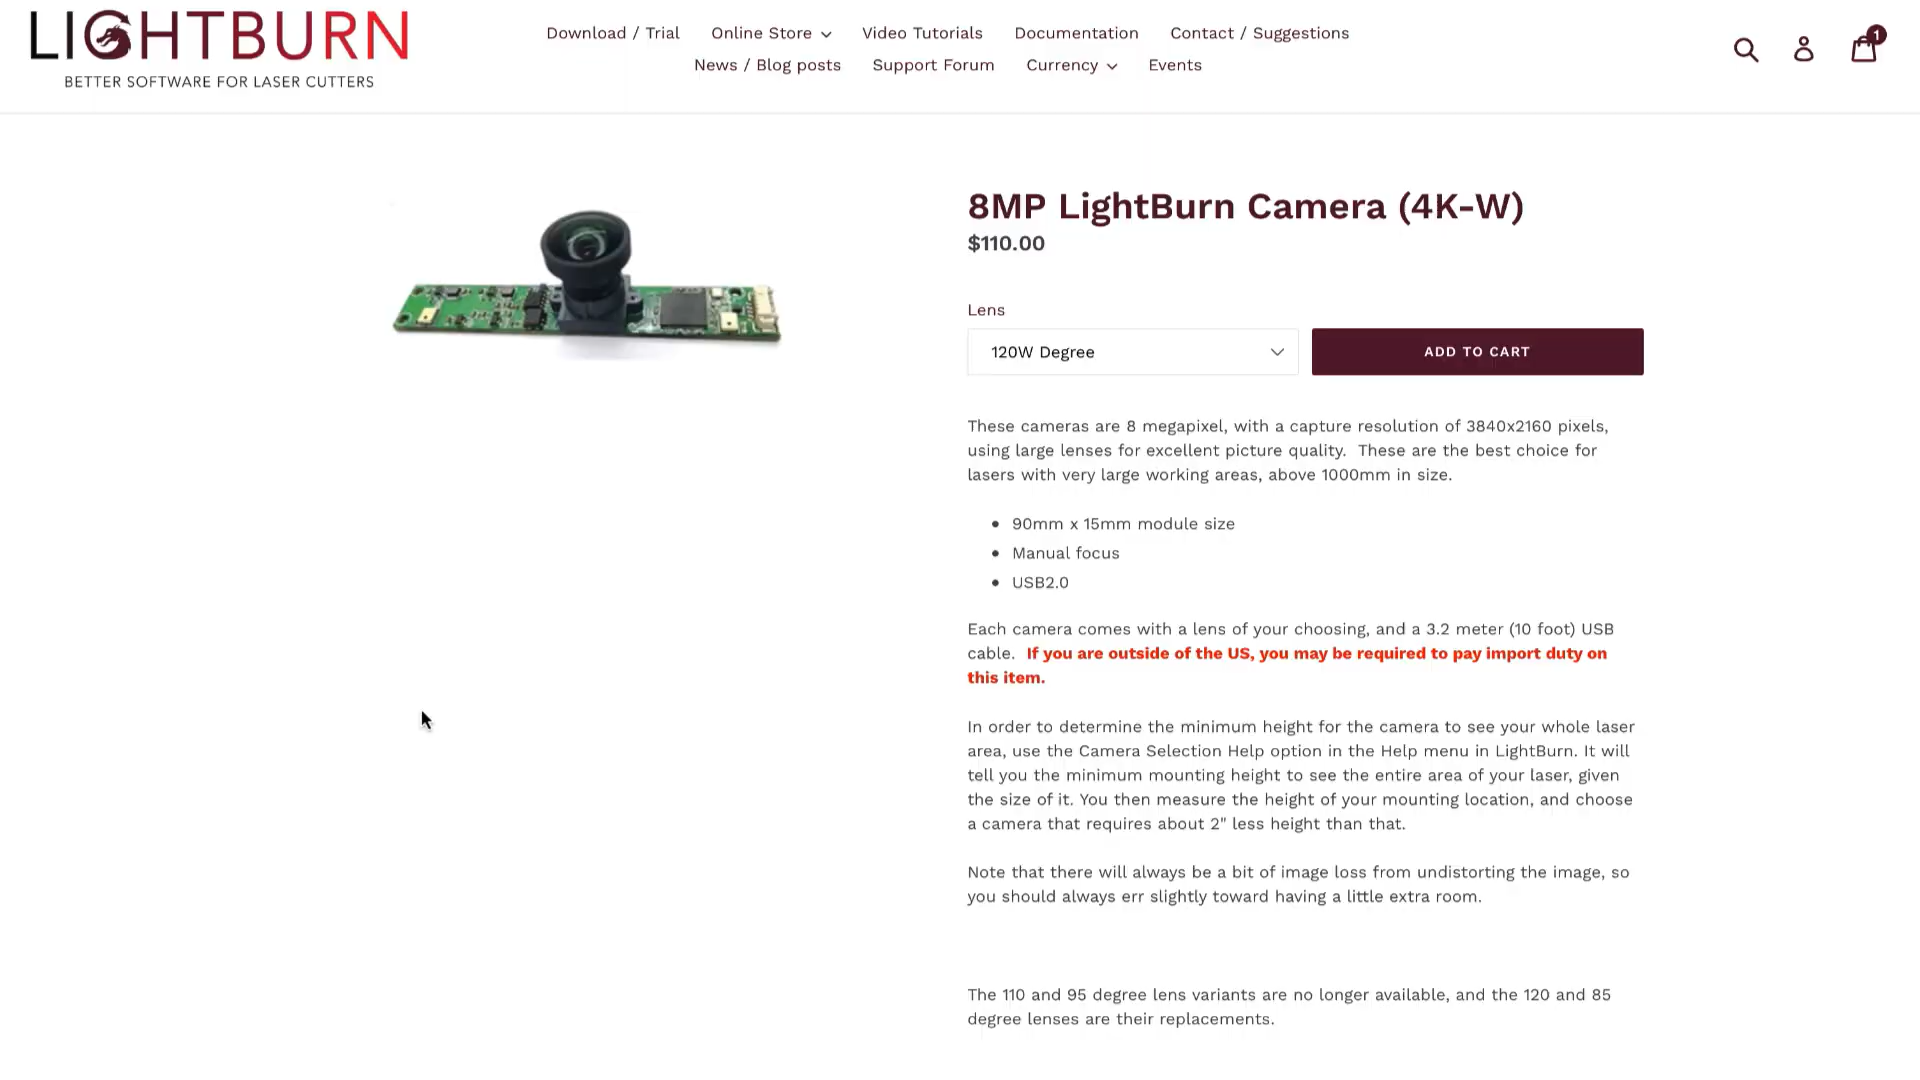 LIGHTBURN
BETTER SOFTWARE FOR LASER CUTTERS
Download / Trial
Online Store
Video Tutorials
Documentation
Contact / Suggestions
News / Blog posts
Support Forum
Currency
Events
1
8MP LightBurn Camera (4K-W)
$110.00
Lens
120W Degree
ADD TO CART
These cameras are 8 megapixel, with a capture resolution of 3840x2160 pixels,
using large lenses for excellent picture quality.  These are the best choice for
lasers with very large working areas, above 1000mm in size.
• 90mm x 15mm module size
• Manual focus
• USB2.0
Each camera comes with a lens of your choosing, and a 3.2 meter (10 foot) USB
cable.  If you are outside of the US, you may be required to pay import duty on
this item.
In order to determine the minimum height for the camera to see your whole laser
area, use the Camera Selection Help option in the Help menu in LightBurn. It will
tell you the minimum mounting height to see the entire area of your laser, given
the size of it. You then measure the height of your mounting location, and choose
a camera that requires about 2" less height than that.
Note that there will always be a bit of image loss from undistorting the image, so
you should always err slightly toward having a little extra room.
The 110 and 95 degree lens variants are no longer available, and the 120 and 85
degree lenses are their replacements.